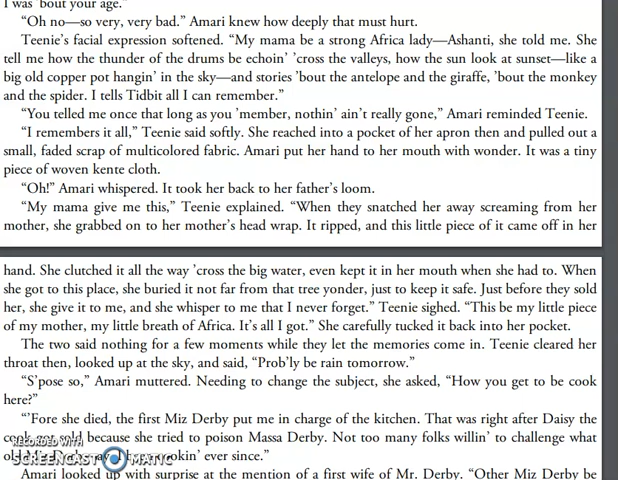 I was 'bout your age."
"Oh no—so very, very bad." Amari knew how deeply that must hurt.
Teenie's facial expression softened. "My mama be a strong Africa lady—Ashanti, she told me. She
tell me how the thunder of the drums be echoin' 'cross the valleys, how the sun look at sunset—like a
big old copper pot hangin' in the sky—and stories 'bout the antelope and the giraffe, 'bout the monkey
and the spider. I tells Tidbit all I can remember."
"You told me once that long as you 'member, nothin' ain't really gone," Amari reminded Teenie.
"I remembers it all," Teenie said softly. She reached into a pocket of her apron then and pulled out a
small, faded scrap of multicolored fabric. Amari put her hand to her mouth with wonder. It was a tiny
piece of woven kente cloth.
"Oh!" Amari whispered. It took her back to her father's loom.
"My mama give me this," Teenie explained. "When they snatched her away screaming from her
mother, she grabbed on to her mother's head wrap. It ripped, and this little piece of it came off in her
hand. She clutched it all the way 'cross the big water, even kept it in her mouth when she had to. When
she got to this place, she buried it not far from that tree yonder, just to keep it safe. Just before they sold
her, she give it to me, and she whisper to me that I never forget." Teenie sighed. "This be my little piece
of my mother, my little breath of Africa. It's all I got." She carefully tucked it back into her pocket.
The two said nothing for a few moments while they let the memories come in. Teenie cleared her
throat then, looked up at the sky, and said, "Prob'ly be rain tomorrow."
"S'pose so," Amari muttered. Needing to change the subject, she asked, "How you get to be cook
here?"
"'Fore she died, the first Miz Derby put me in charge of the kitchen. That was right after Daisy the
sold because she tried to poison Massa Derby. Not too many folks willin' to challenge what
cookin' ever since."
RECORDED WITH
SCREENCAST MATIC
Amari looked up with surprise at the mention of a first wife of Mr. Derby. "Other Miz Derby be